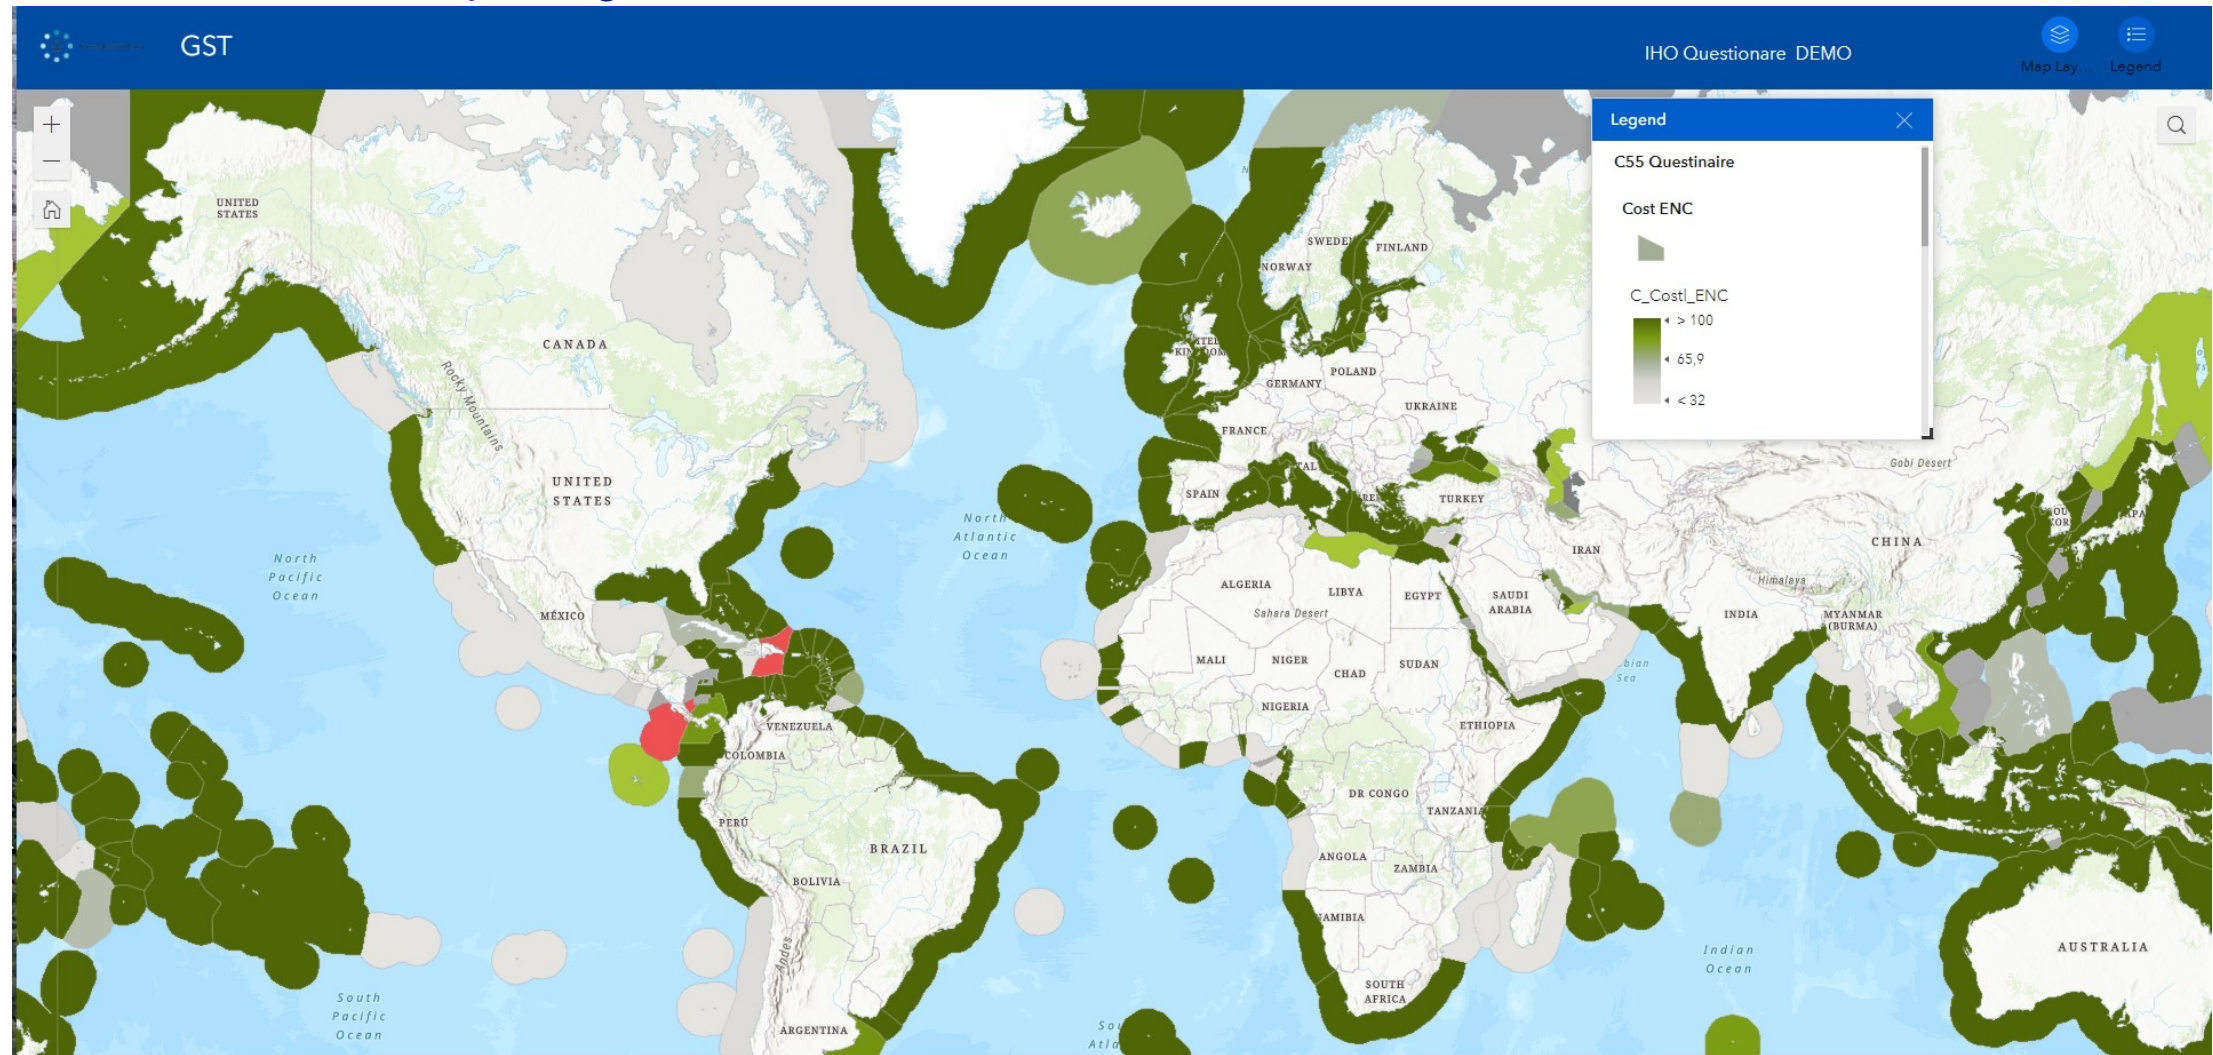 GST
IHO Questionare DEMO
Map Lay...
Legend
Legend
C55 Questinaire
Cost ENC
C_Costl_ENC
> 100
65,9
< 32
UNITED
STATES
CANADA
Rocky Mountains
UNITED
STATES
MÉXICO
North
Pacific
Ocean
North
Atlantic
Ocean
SWEDE
FINLAND
NORWAY
GERMANY
POLAND
UKRAINE
FRANCE
SPAIN
TURKEY
IRAN
Gobi Desert
CHINA
Himalaya
INDIA
MYANMAR
(BURMA)
ALGERIA
LIBYA
EGYPT
SAUDI
ARABIA
Sahara Desert
MALI
NIGER
CHAD
SUDAN
NIGERIA
ETHIOPIA
bian
Sea
VENEZUELA
COLOMBIA
PERÚ
BRAZIL
BOLIVIA
Andes
ARGENTINA
DR CONGO
TANZANIA
ANGOLA
ZAMBIA
NAMIBIA
SOUTH
AFRICA
Indian
Ocean
AUSTRALIA
South
Pacific
Ocean